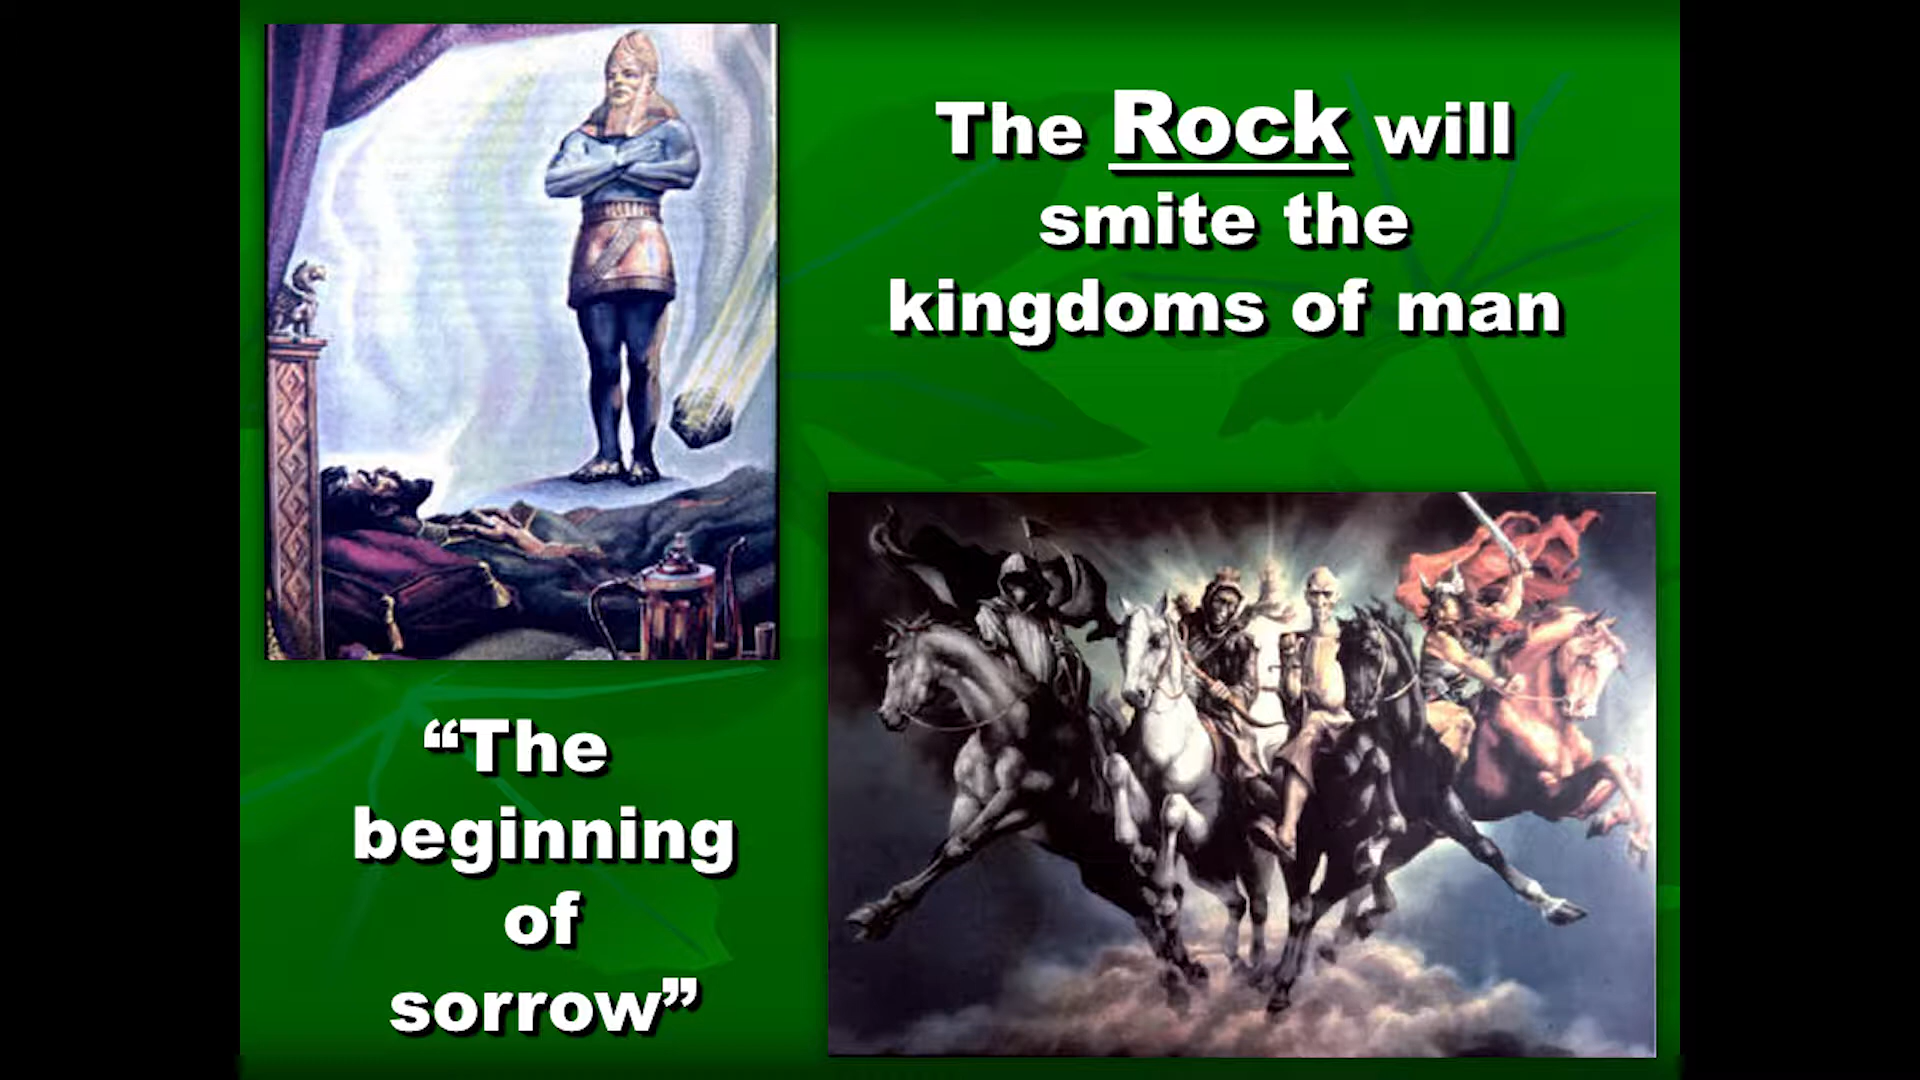 The Rock will
smite the
kingdoms of man
“The
beginning
of
sorrow”